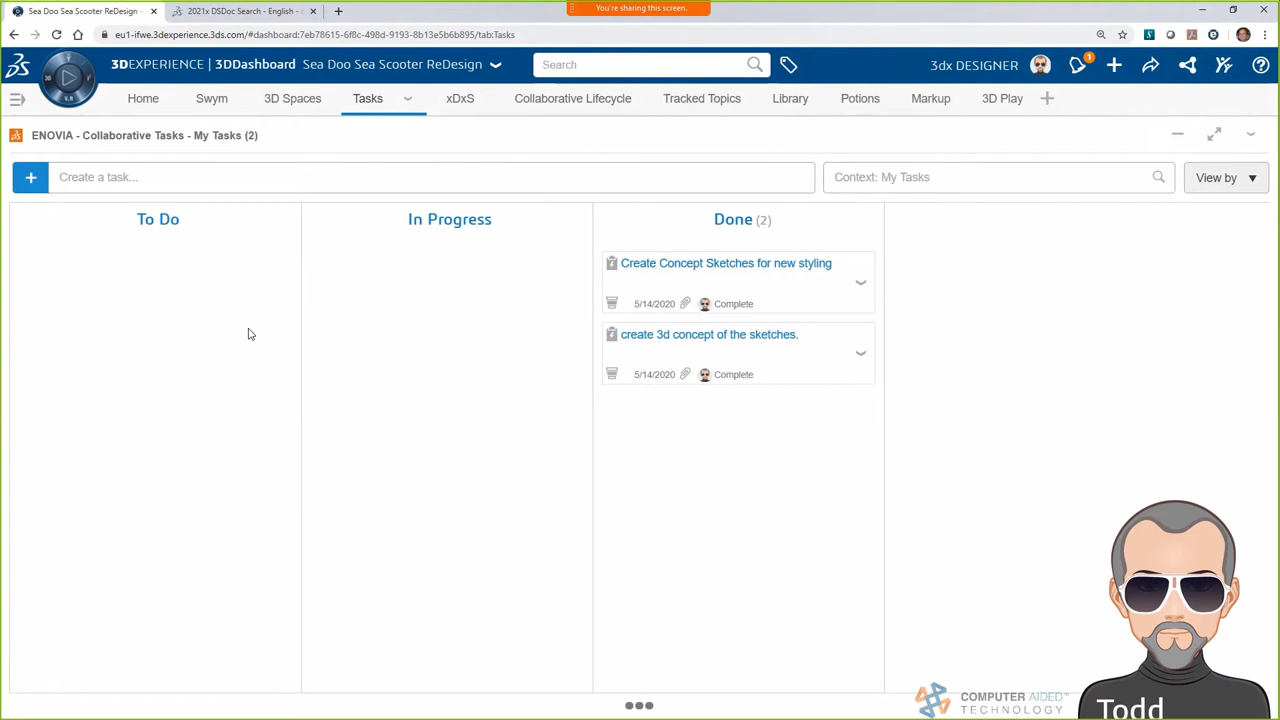 Sea Doo Sea Scooter ReDesign -
2021x DSDoc Search - English -
You're sharing this screen.
eu1-ifwe.3dexperience.3ds.com/#dashboard:7eb78615-6f8c-498d-9193-8b13e5b6b895/tab:Tasks
3DEXPERIENCE | 3DDashboard Sea Doo Sea Scooter ReDesign
Search
3dx DESIGNER
1
3D
V.R
Home Swym 3D Spaces Tasks xDxS Collaborative Lifecycle Tracked Topics Library Potions Markup 3D Play
ENOVIA - Collaborative Tasks - My Tasks (2)
Create a task...
Context: My Tasks
View by
To Do
In Progress
Done (2)
Create Concept Sketches for new styling
5/14/2020 Complete
create 3d concept of the sketches.
5/14/2020 Complete
COMPUTER AIDED™
TECHNOLOGY
Todd